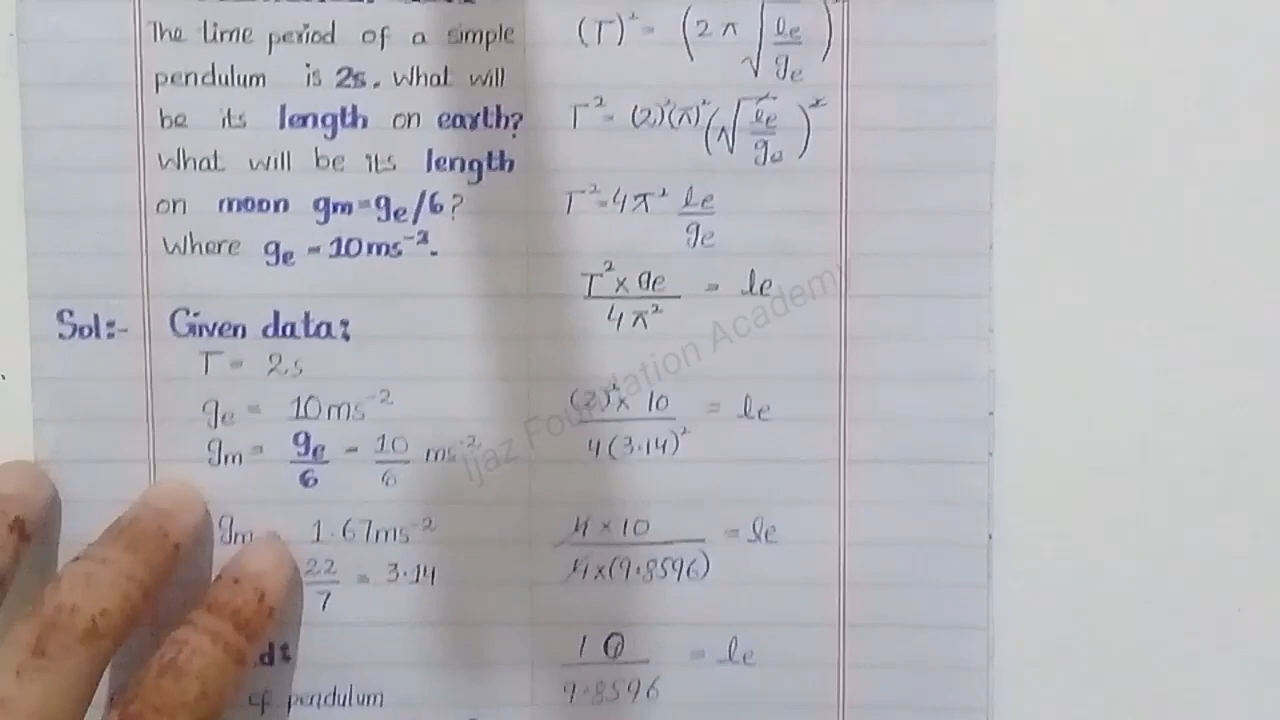 The time period of a simple
pendulum is 2s. What will
be its length on earth?
What will be its length
on moon gm=ge/6?
Where ge = 10ms⁻².
Sol:- Given data:
T = 2s
ge = 10ms⁻²
gm = ge/6 = 10/6 ms⁻²
gm = 1.67ms⁻²
22/7 = 3.14
d:
of pendulum
(T)² = (2π√(le/ge))²
T² = (2)²(π)²(√(le/ge))²
T² = 4π² le/ge
T² × ge / 4π² = le
(2)² × 10 / 4(3.14)² = le
4 × 10 / 4×(9.8596) = le
10 / 9.8596 = le
Ijaz Foundation Academy